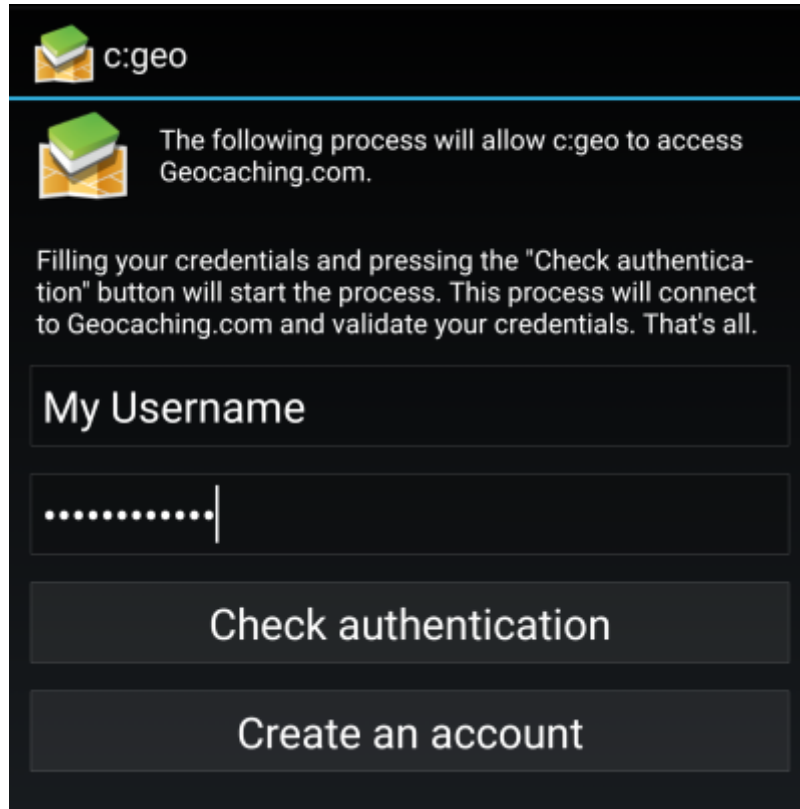 c:geo
The following process will allow c:geo to access
Geocaching.com.
Filling your credentials and pressing the "Check authentica-
tion" button will start the process. This process will connect
to Geocaching.com and validate your credentials. That's all.
My Username
••••••••••••
Check authentication
Create an account